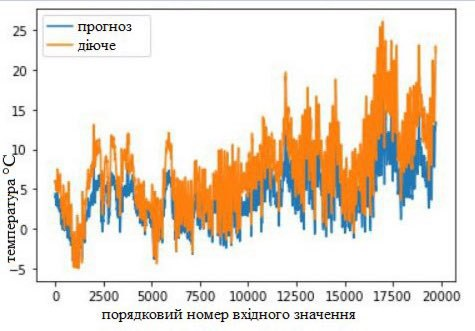 прогноз
діюче
25
20
15
10
5
0
−5
температура °С,
0 2500 5000 7500 10000 12500 15000 17500 20000
порядковий номер вхідного значення